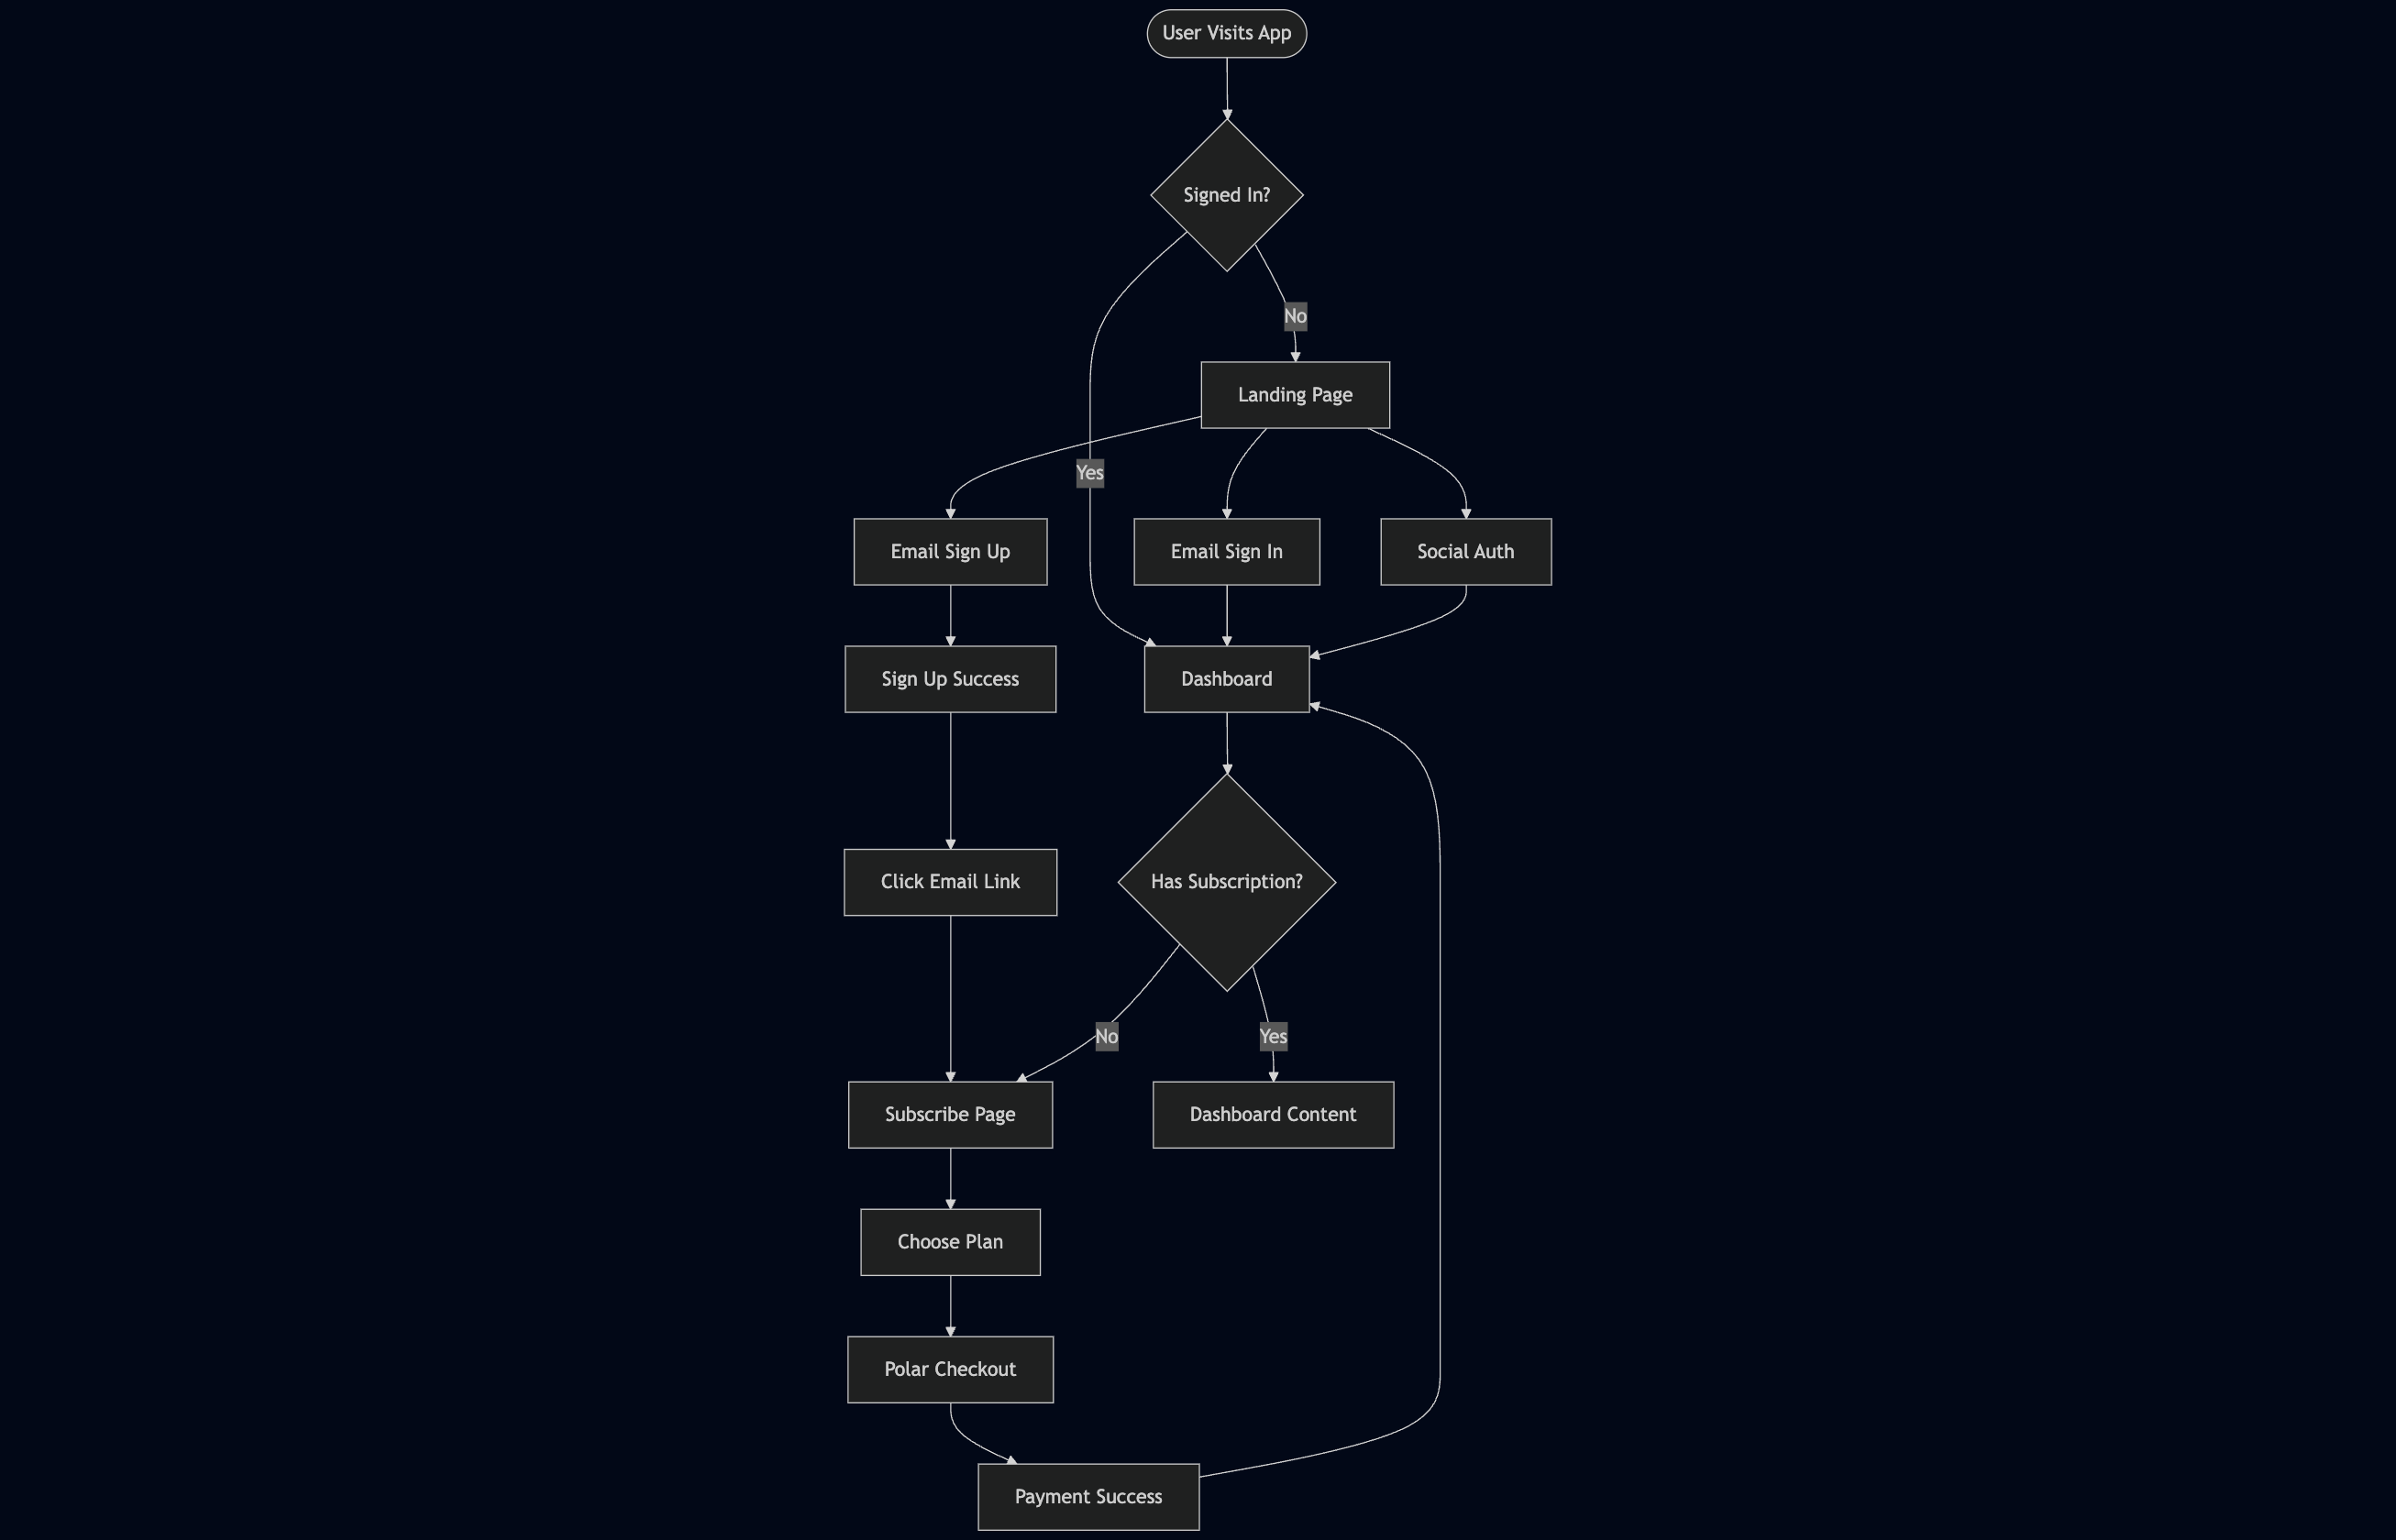 User Visits App
Signed In?
No
Landing Page
Yes
Email Sign Up
Email Sign In
Social Auth
Sign Up Success
Dashboard
Click Email Link
Has Subscription?
No
Yes
Subscribe Page
Dashboard Content
Choose Plan
Polar Checkout
Payment Success